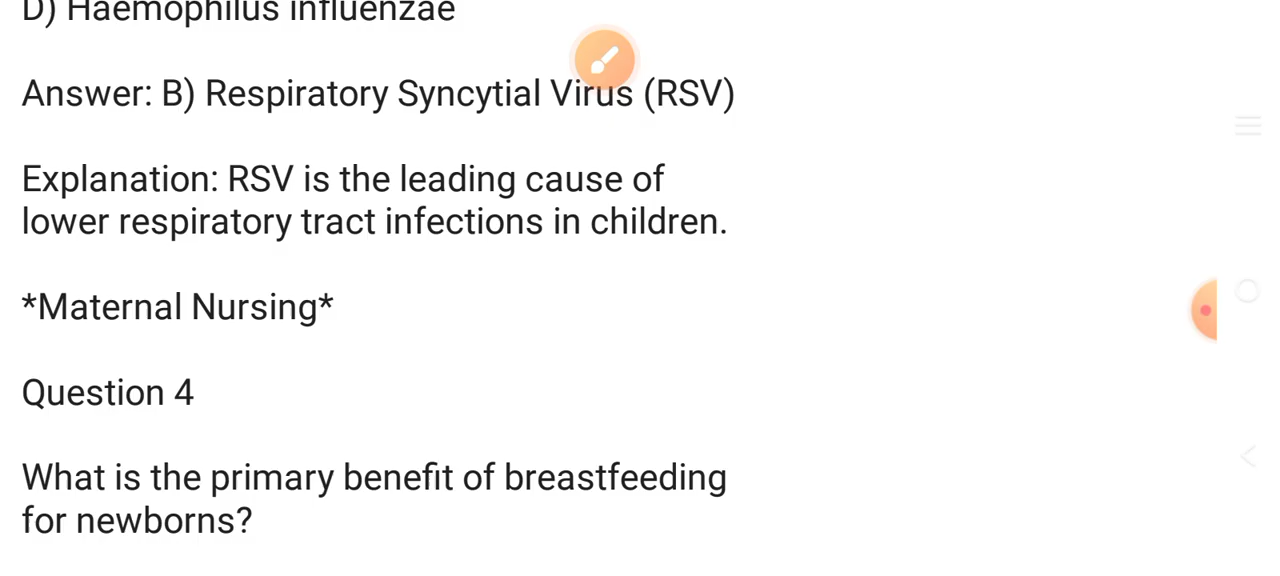 D) Haemophilus influenzae
Answer: B) Respiratory Syncytial Virus (RSV)
Explanation: RSV is the leading cause of
lower respiratory tract infections in children.
*Maternal Nursing*
Question 4
What is the primary benefit of breastfeeding
for newborns?